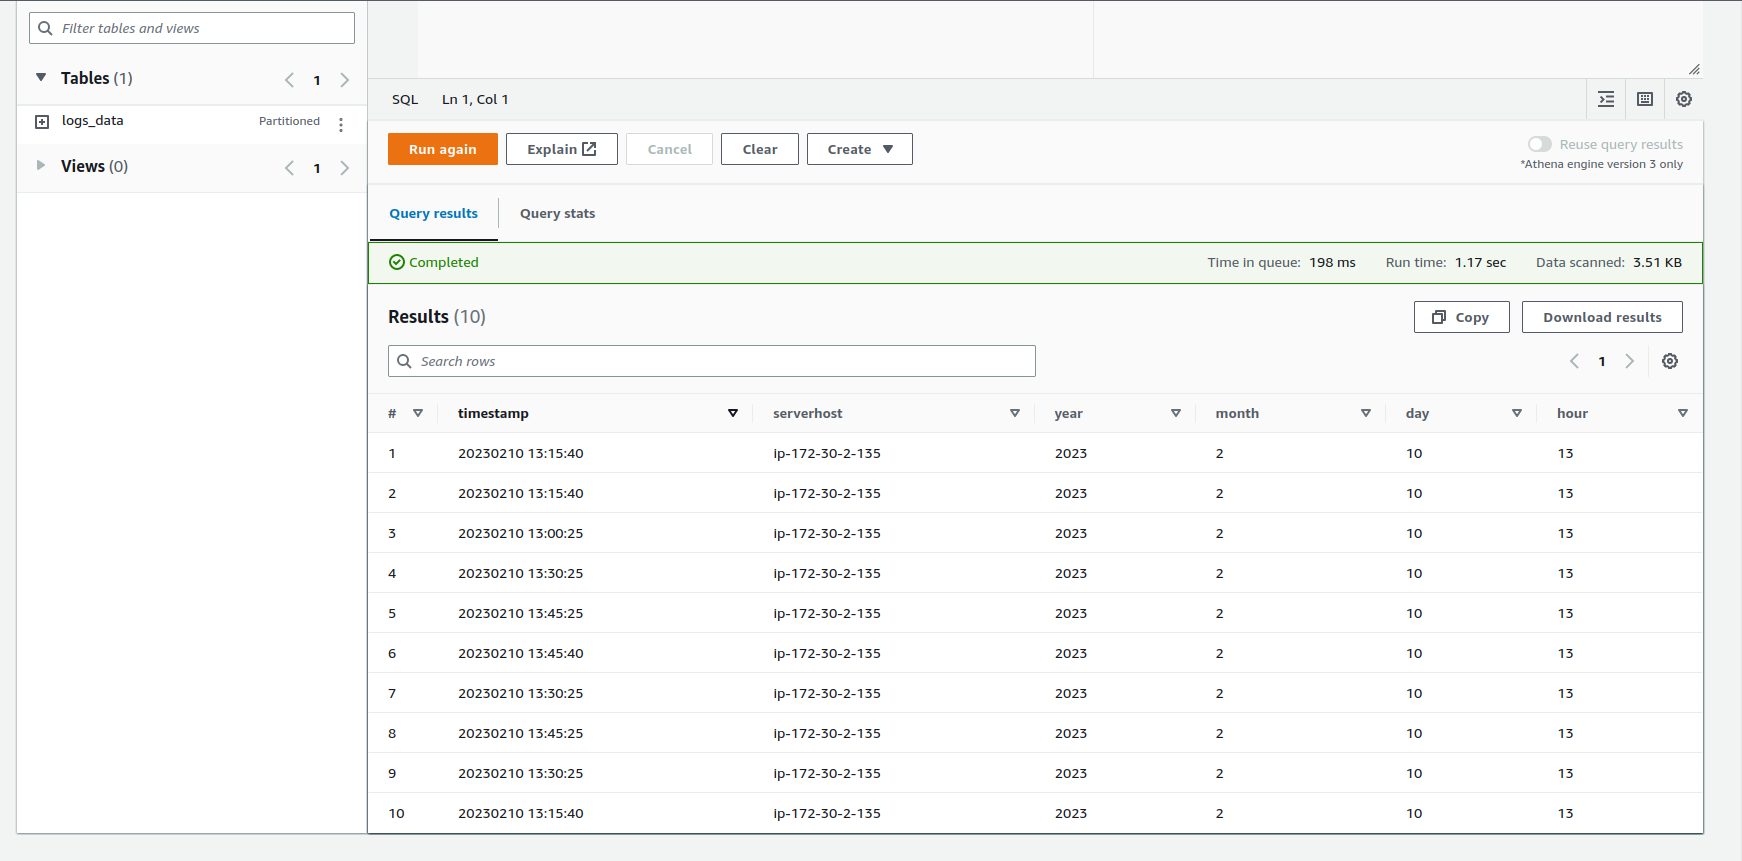 Filter tables and views
Tables (1) 1
logs_data Partitioned
Views (0) 1
SQL Ln 1, Col 1
Run again Explain Cancel Clear Create Reuse query results
*Athena engine version 3 only
Query results Query stats
Completed Time in queue: 198 ms Run time: 1.17 sec Data scanned: 3.51 KB
Results (10) Copy Download results
Search rows 1
# timestamp serverhost year month day hour
1 20230210 13:15:40 ip-172-30-2-135 2023 2 10 13
2 20230210 13:15:40 ip-172-30-2-135 2023 2 10 13
3 20230210 13:00:25 ip-172-30-2-135 2023 2 10 13
4 20230210 13:30:25 ip-172-30-2-135 2023 2 10 13
5 20230210 13:45:25 ip-172-30-2-135 2023 2 10 13
6 20230210 13:45:40 ip-172-30-2-135 2023 2 10 13
7 20230210 13:30:25 ip-172-30-2-135 2023 2 10 13
8 20230210 13:45:25 ip-172-30-2-135 2023 2 10 13
9 20230210 13:30:25 ip-172-30-2-135 2023 2 10 13
10 20230210 13:15:40 ip-172-30-2-135 2023 2 10 13